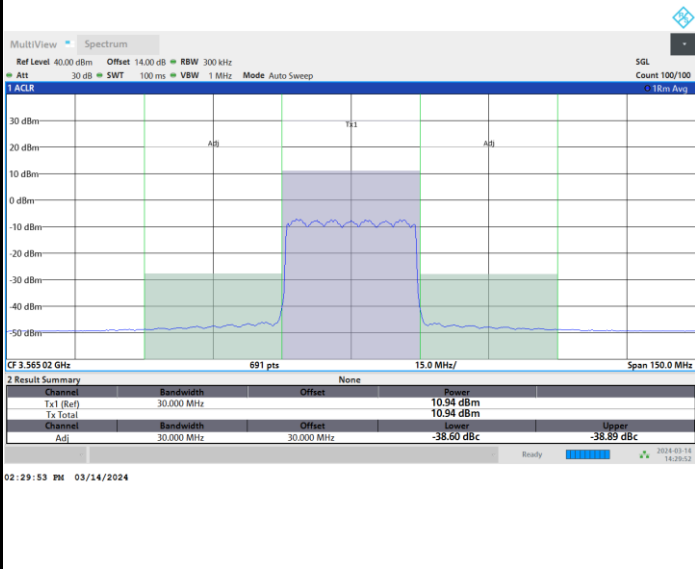 MultiView Spectrum
Ref Level 40.00 dBm Offset 14.00 dB RBW 300 kHz SGL
Att 30 dB SWT 100 ms VBW 1 MHz Mode Auto Sweep Count 100/100
1 ACLR 1Rm Avg
Tx1
Adj Adj
30 dBm
20 dBm
10 dBm
0 dBm
-10 dBm
-20 dBm
-30 dBm
-40 dBm
-50 dBm
CF 3.565 02 GHz 691 pts 15.0 MHz/ Span 150.0 MHz
2 Result Summary None
Channel Bandwidth Offset Power
Tx1 (Ref) 30.000 MHz 10.94 dBm
Tx Total 10.94 dBm
Channel Bandwidth Offset Lower Upper
Adj 30.000 MHz 30.000 MHz -38.60 dBc -38.89 dBc
Ready 2024-03-14
14:29:52
02:29:53 PM 03/14/2024